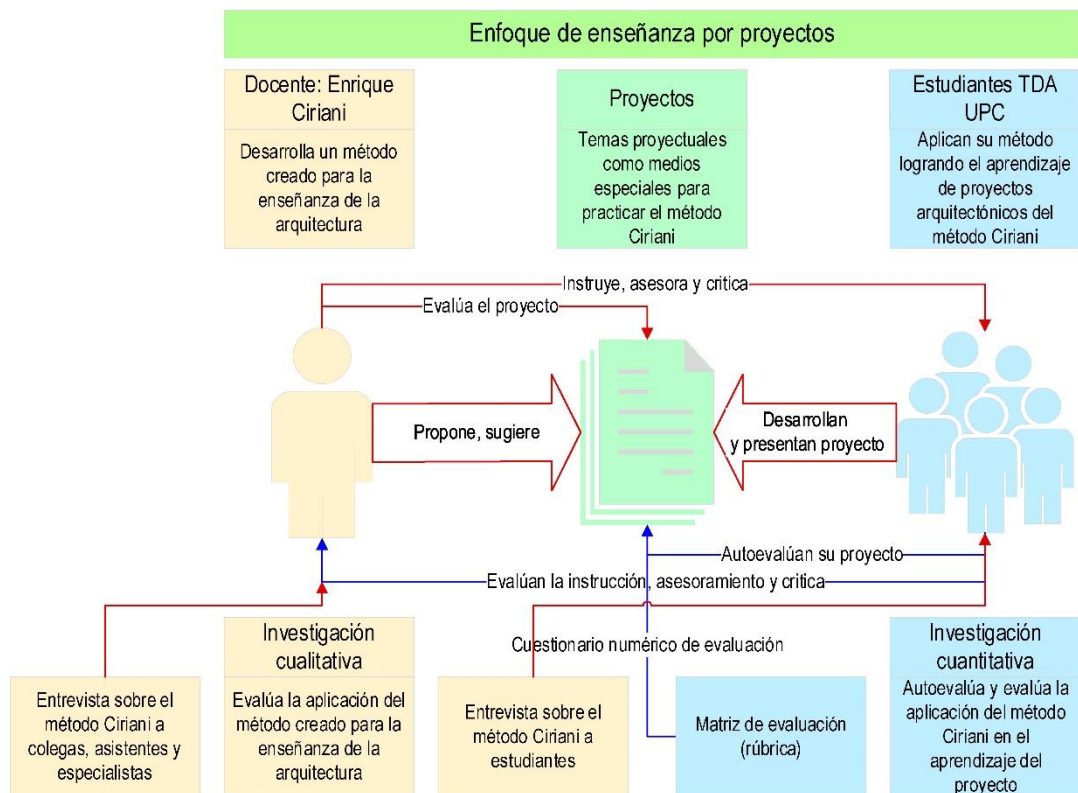 Enfoque de enseñanza por proyectos
Docente: Enrique
Ciriani
Desarrolla un método
creado para la
enseñanza de la
arquitectura
Proyectos
Temas proyectuales
como medios
especiales para
practicar el método
Ciriani
Estudiantes TDA
UPC
Aplican su método
logrando el aprendizaje
de proyectos
arquitectónicos del
método Ciriani
Instruye, asesora y critica
Evalúa el proyecto
Propone, sugiere
Desarrollan
y presentan proyecto
Autoevalúan su proyecto
Evalúan la instrucción, asesoramiento y critica
Cuestionario numérico de evaluación
Entrevista sobre el
método Ciriani a
colegas, asistentes y
especialistas
Investigación
cualitativa
Evalúa la aplicación del
método creado para la
enseñanza de la
arquitectura
Entrevista sobre el
método Ciriani a
estudiantes
Matriz de evaluación
(rúbrica)
Investigación
cuantitativa
Autoevalúa y evalúa la
aplicación del método
Ciriani en el
aprendizaje del
proyecto